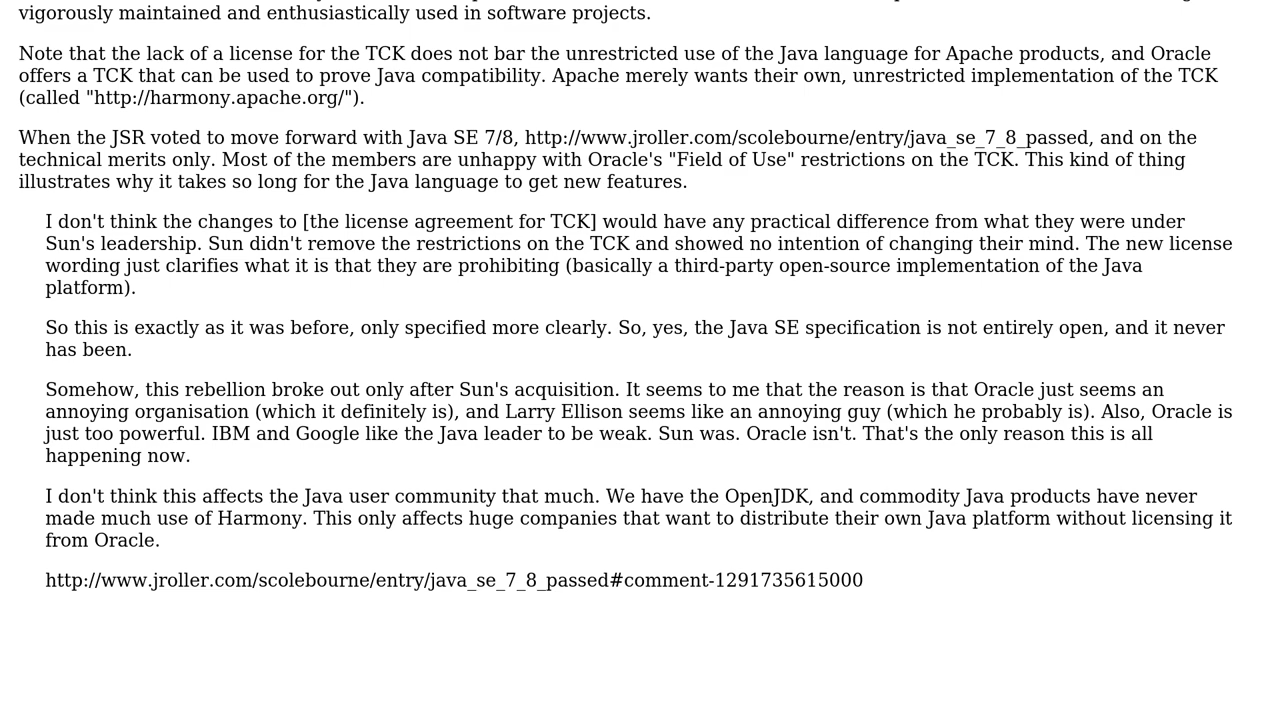 vigorously maintained and enthusiastically used in software projects.
Note that the lack of a license for the TCK does not bar the unrestricted use of the Java language for Apache products, and Oracle
offers a TCK that can be used to prove Java compatibility. Apache merely wants their own, unrestricted implementation of the TCK
(called "http://harmony.apache.org/").
When the JSR voted to move forward with Java SE 7/8, http://www.jroller.com/scolebourne/entry/java_se_7_8_passed, and on the
technical merits only. Most of the members are unhappy with Oracle's "Field of Use" restrictions on the TCK. This kind of thing
illustrates why it takes so long for the Java language to get new features.
I don't think the changes to [the license agreement for TCK] would have any practical difference from what they were under
Sun's leadership. Sun didn't remove the restrictions on the TCK and showed no intention of changing their mind. The new license
wording just clarifies what it is that they are prohibiting (basically a third-party open-source implementation of the Java
platform).
So this is exactly as it was before, only specified more clearly. So, yes, the Java SE specification is not entirely open, and it never
has been.
Somehow, this rebellion broke out only after Sun's acquisition. It seems to me that the reason is that Oracle just seems an
annoying organisation (which it definitely is), and Larry Ellison seems like an annoying guy (which he probably is). Also, Oracle is
just too powerful. IBM and Google like the Java leader to be weak. Sun was. Oracle isn't. That's the only reason this is all
happening now.
I don't think this affects the Java user community that much. We have the OpenJDK, and commodity Java products have never
made much use of Harmony. This only affects huge companies that want to distribute their own Java platform without licensing it
from Oracle.
http://www.jroller.com/scolebourne/entry/java_se_7_8_passed#comment-1291735615000